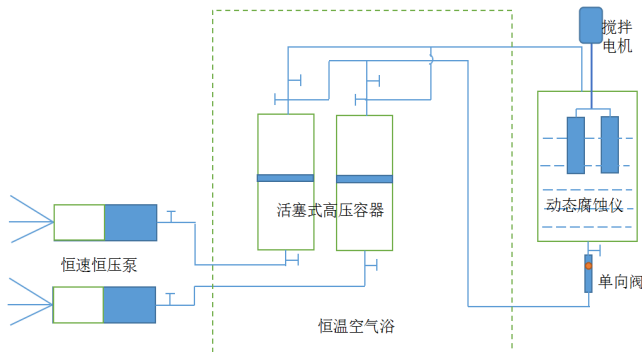 搅拌
电机
活塞式高压容器
动态腐蚀仪
恒速恒压泵
单向阀
恒温空气浴